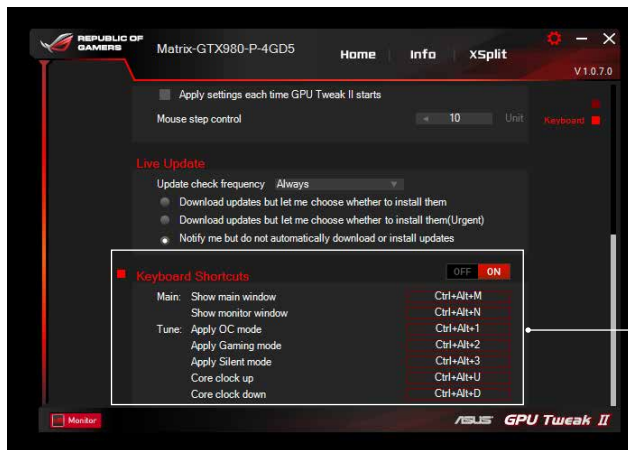 REPUBLIC OF
GAMERS
Matrix-GTX980-P-4GD5
Home
Info
XSplit
V1.0.7.0
Apply settings each time GPU Tweak II starts
Mouse step control
10
Unit
Keyboard
Live Update
Update check frequency
Always
Download updates but let me choose whether to install them
Download updates but let me choose whether to install them(Urgent)
Notify me but do not automatically download or install updates
Keyboard Shortcuts
OFF
ON
Main: Show main window Ctrl+Alt+M
Show monitor window Ctrl+Alt+N
Tune: Apply OC mode Ctrl+Alt+1
Apply Gaming mode Ctrl+Alt+2
Apply Silent mode Ctrl+Alt+3
Core clock up Ctrl+Alt+U
Core clock down Ctrl+Alt+D
Monitor
ASUS GPU Tweak II